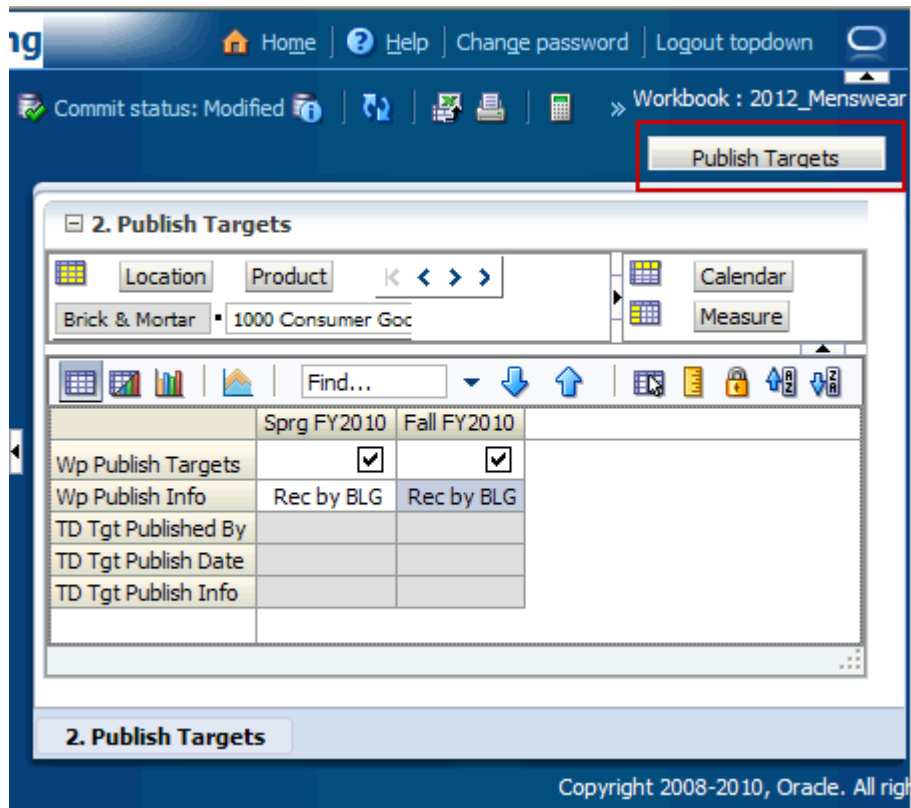 ng
Home Help Change password Logout topdown
Commit status: Modified » Workbook : 2012_Menswear
Publish Targets
2. Publish Targets
Location Product Calendar
Brick & Mortar 1000 Consumer Goo Measure
Find...
Sprg FY2010 Fall FY2010
Wp Publish Targets
Wp Publish Info Rec by BLG Rec by BLG
TD Tgt Published By
TD Tgt Publish Date
TD Tgt Publish Info
2. Publish Targets
Copyright 2008-2010, Oracle. All righ